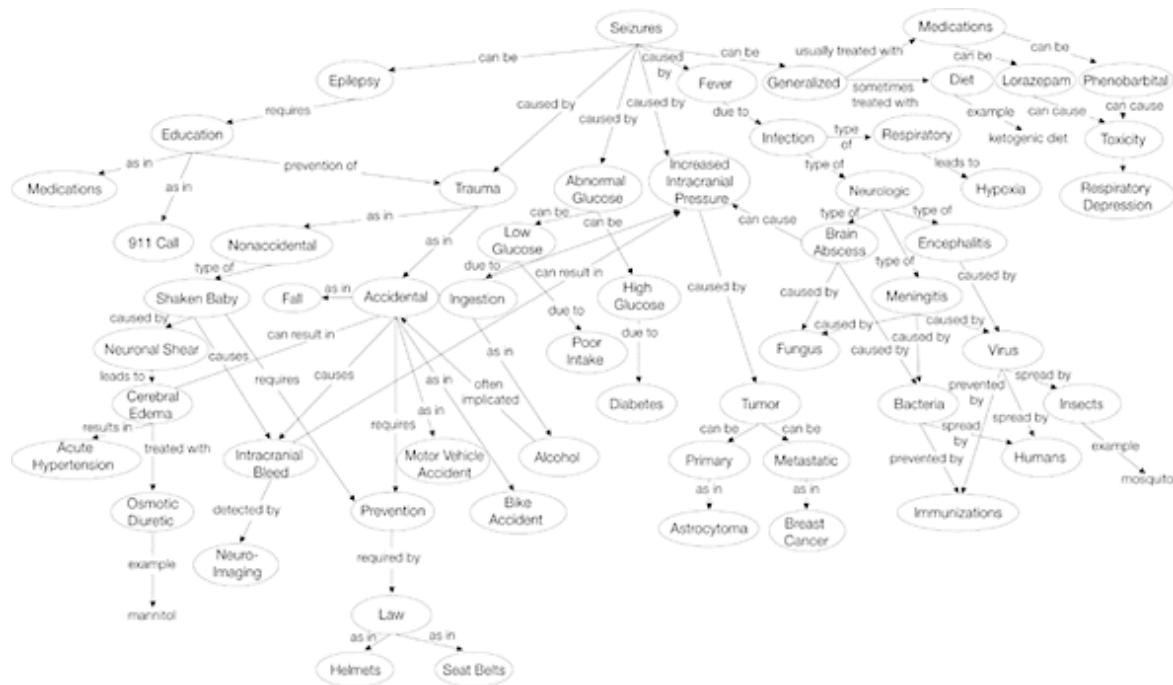 Seizures
Medications
can be
caused
by
can be
usually treated with
can be
can be
Epilepsy
Fever
Generalized
Diet
Lorazepam
Phenobarbital
requires
caused by
caused by
caused by
due to
sometimes
treated with
example
can cause
can cause
Education
Infection
type
of
Respiratory
ketogenic diet
Toxicity
as in
as in
prevention of
type of
leads to
Medications
Trauma
Abnormal
Glucose
Increased
Intracranial
Pressure
Neurologic
Hypoxia
Respiratory
Depression
911 Call
as in
as in
can be
can be
can cause
type of
type of
type of
Nonaccidental
Low
Glucose
Brain
Abscess
Encephalitis
type of
due to
can result in
caused by
caused by
Shaken Baby
Fall
as in
Accidental
Ingestion
High
Glucose
Meningitis
caused by
can result in
caused by
caused by
caused by
caused
by
Neuronal Shear
causes
due to
due to
Poor
Intake
Fungus
Virus
leads to
requires
causes
as in
often
implicated
as in
prevented
by
spread by
Cerebral
Edema
Diabetes
Tumor
Bacteria
Insects
results in
treated with
requires
as in
can be
can be
spread
by
spread by
example
Acute
Hypertension
Intracranial
Bleed
Motor Vehicle
Accident
Alcohol
Primary
Metastatic
prevented by
Humans
mosquito
Osmotic
Diuretic
detected by
Prevention
Bike
Accident
as in
as in
Immunizations
Astrocytoma
Breast
Cancer
example
Neuro-
Imaging
required by
mannitol
Law
as in
as in
Helmets
Seat Belts